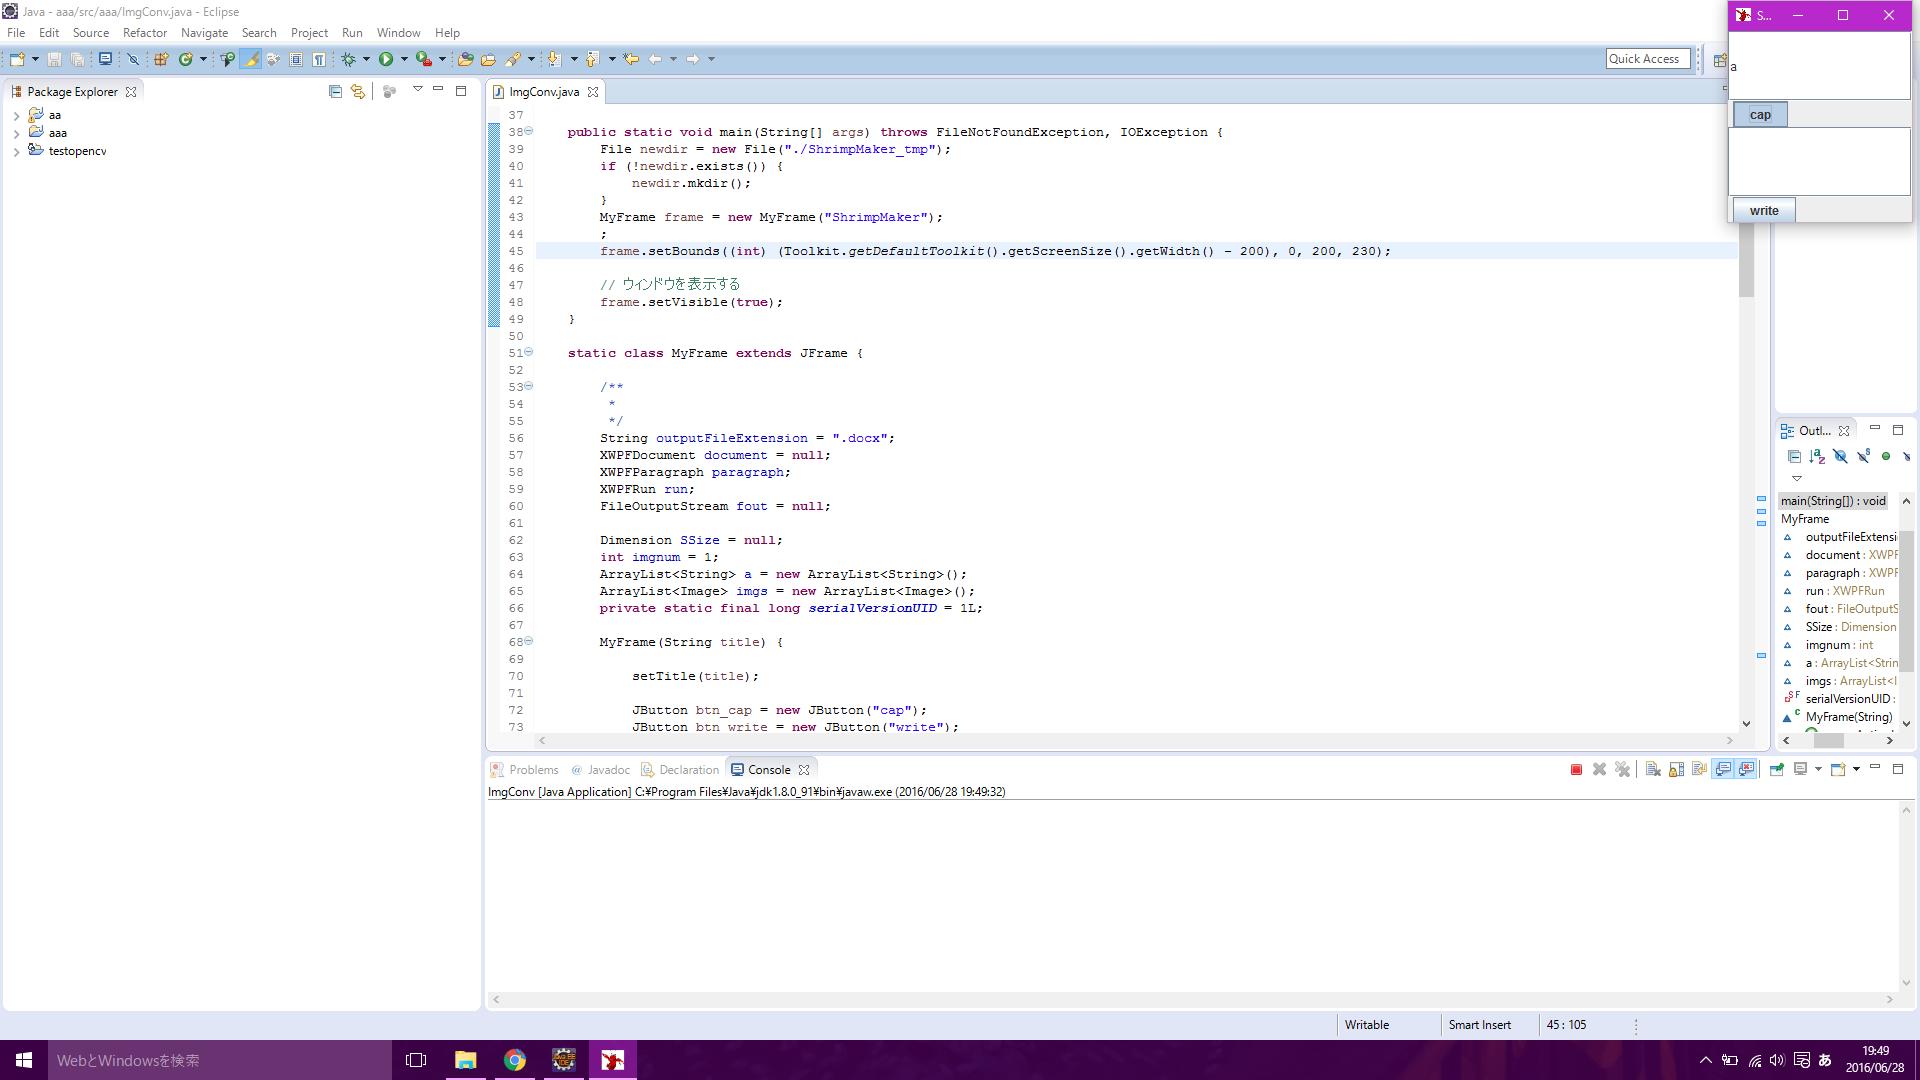 Java - aaa/src/aaa/ImgConv.java - Eclipse
File Edit Source Refactor Navigate Search Project Run Window Help
Quick Access
S...
a
cap
write
Package Explorer
aa
aaa
testopencv
ImgConv.java
37
38 public static void main(String[] args) throws FileNotFoundException, IOException {
39 File newdir = new File("./ShrimpMaker_tmp");
40 if (!newdir.exists()) {
41 newdir.mkdir();
42 }
43 MyFrame frame = new MyFrame("ShrimpMaker");
44 ;
45 frame.setBounds((int) (Toolkit.getDefaultToolkit().getScreenSize().getWidth() - 200), 0, 200, 230);
46
47 // ウィンドウを表示する
48 frame.setVisible(true);
49 }
50
51 static class MyFrame extends JFrame {
52
53 /**
54 *
55 */
56 String outputFileExtension = ".docx";
57 XWPFDocument document = null;
58 XWPFParagraph paragraph;
59 XWPFRun run;
60 FileOutputStream fout = null;
61
62 Dimension SSize = null;
63 int imgnum = 1;
64 ArrayList<String> a = new ArrayList<String>();
65 ArrayList<Image> imgs = new ArrayList<Image>();
66 private static final long serialVersionUID = 1L;
67
68 MyFrame(String title) {
69
70 setTitle(title);
71
72 JButton btn_cap = new JButton("cap");
73 JButton btn_write = new JButton("write");
Outl...
main(String[]) : void
MyFrame
outputFileExtensi
document : XWPF
paragraph : XWPF
run : XWPFRun
fout : FileOutputS
SSize : Dimension
imgnum : int
a : ArrayList<Strin
imgs : ArrayList<I
serialVersionUID :
MyFrame(String)
Problems @ Javadoc Declaration Console
ImgConv [Java Application] C:¥Program Files¥Java¥jdk1.8.0_91¥bin¥javaw.exe (2016/06/28 19:49:32)
Writable Smart Insert 45 : 105
WebとWindowsを検索
あ
19:49
2016/06/28